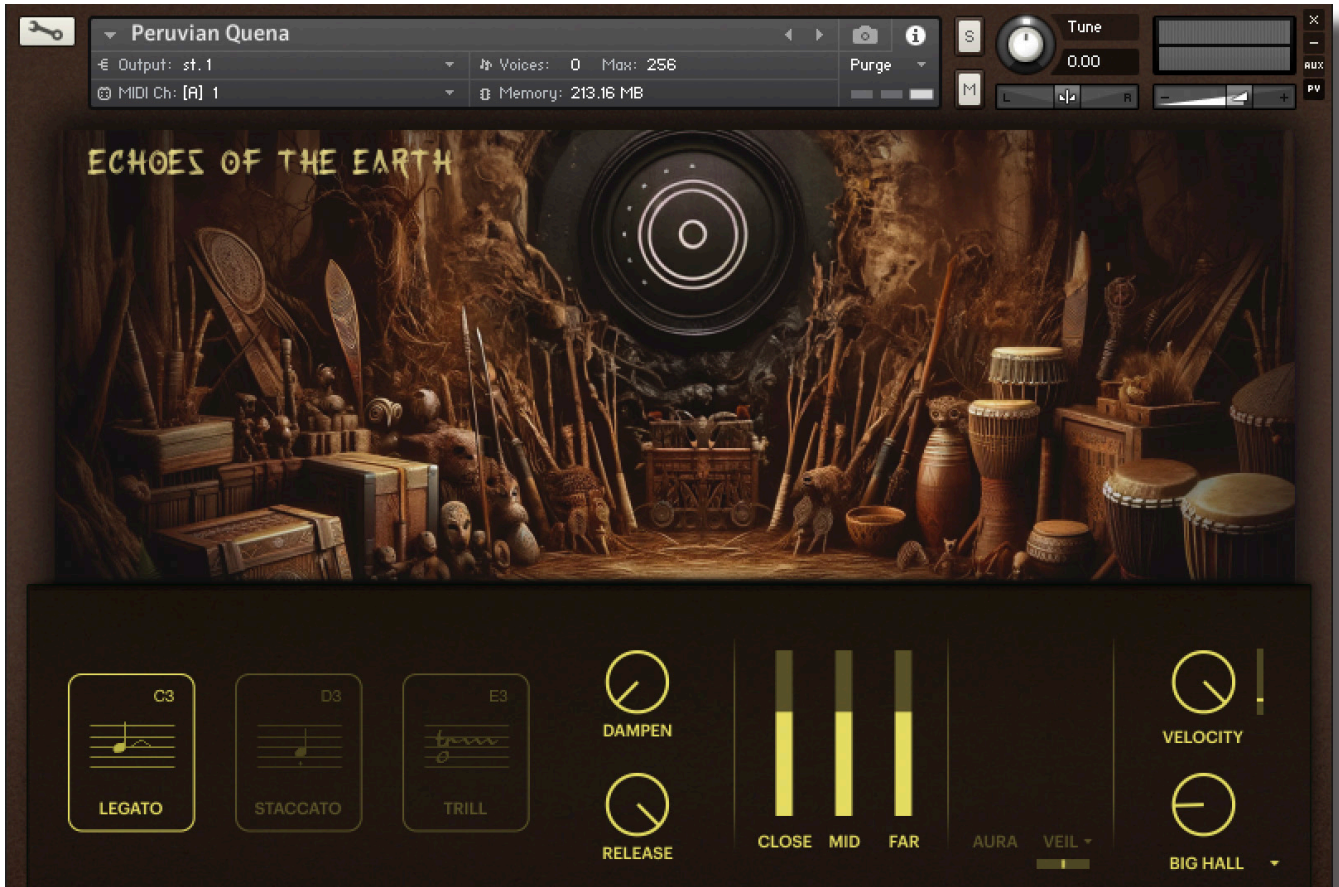 Peruvian Quena
Output: st. 1
Voices: 0 Max: 256
Purge
MIDI Ch: [A] 1
Memory: 213.16 MB
S
M
Tune
0.00
L R
- +
X
-
AUX
PV
ECHOES OF THE EARTH
C3
LEGATO
D3
STACCATO
E3
TRILL
DAMPEN
RELEASE
CLOSE MID FAR
AURA VEIL
VELOCITY
BIG HALL